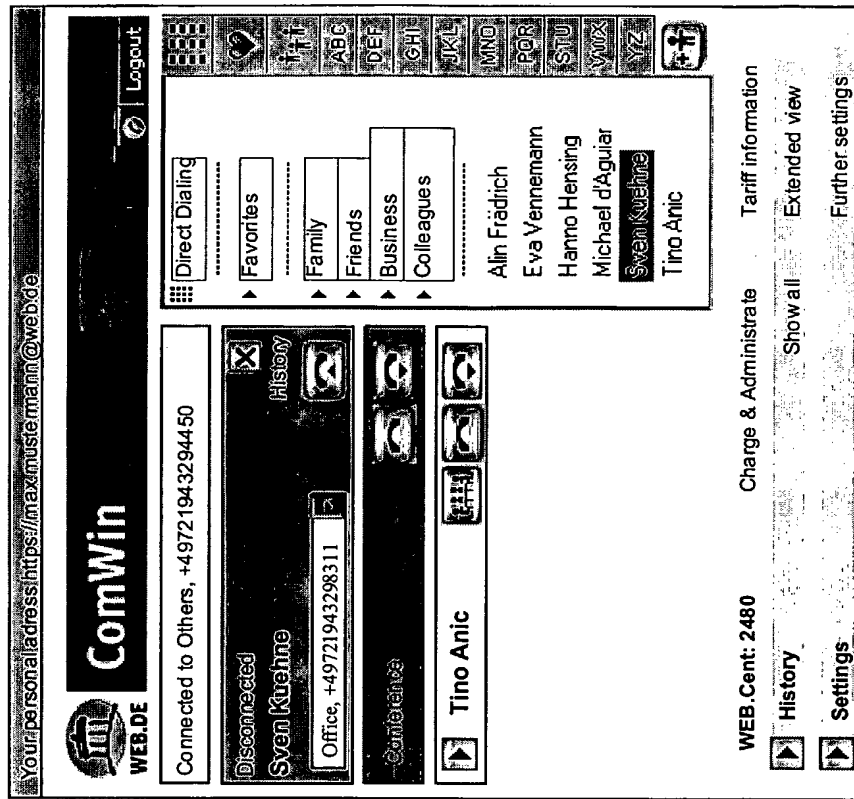 Your personal adress:https://max.mustermann@web.de
WEB.DE
ComWin
Logout
Connected to Others, +497219432944​50
Disconnected
Sven Kuehne
History
Office, +49721943298311
Conference
Tino Anic
Direct Dialing
Favorites
Family
Friends
Business
Colleagues
Alin Frädrich
Eva Vennemann
Hanno Hensing
Michael d'Aguiar
Sven Kuehne
Tino Anic
ABC
DEF
GHI
JKL
MNO
PQR
STU
VWX
YZ
WEB.Cent: 2480 Charge & Administrate Tariff information
History Show all Extended view
Settings Further settings